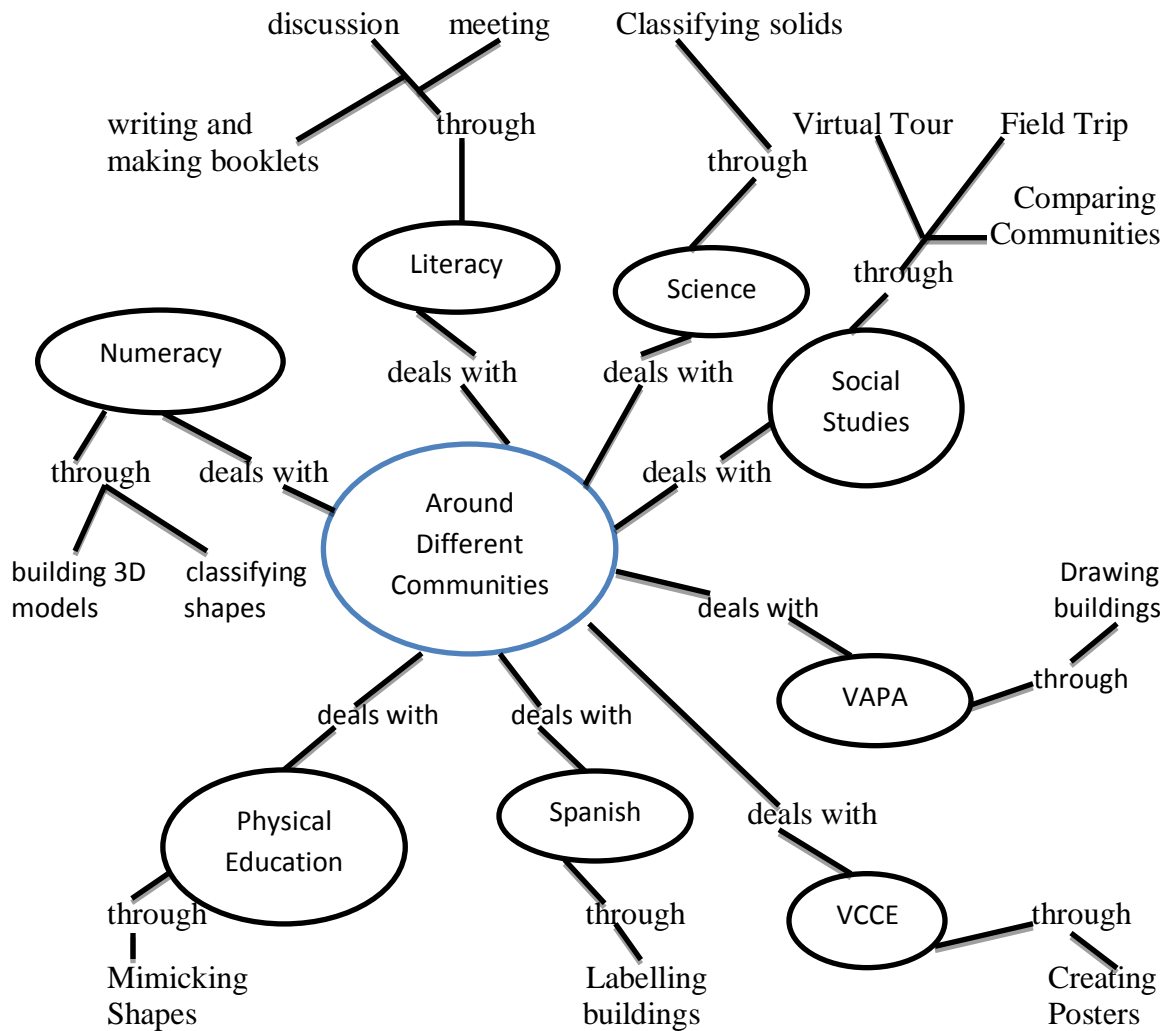 discussion
meeting
Classifying solids
writing and
making booklets
through
Virtual Tour
Field Trip
through
Comparing
Communities
Literacy
Science
through
Numeracy
deals with
deals with
Social
Studies
through
deals with
deals with
Around
Different
Communities
building 3D
models
classifying
shapes
Drawing
buildings
deals with
through
VAPA
deals with
deals with
Physical
Education
Spanish
deals with
through
through
VCCE
through
Mimicking
Shapes
Labelling
buildings
Creating
Posters